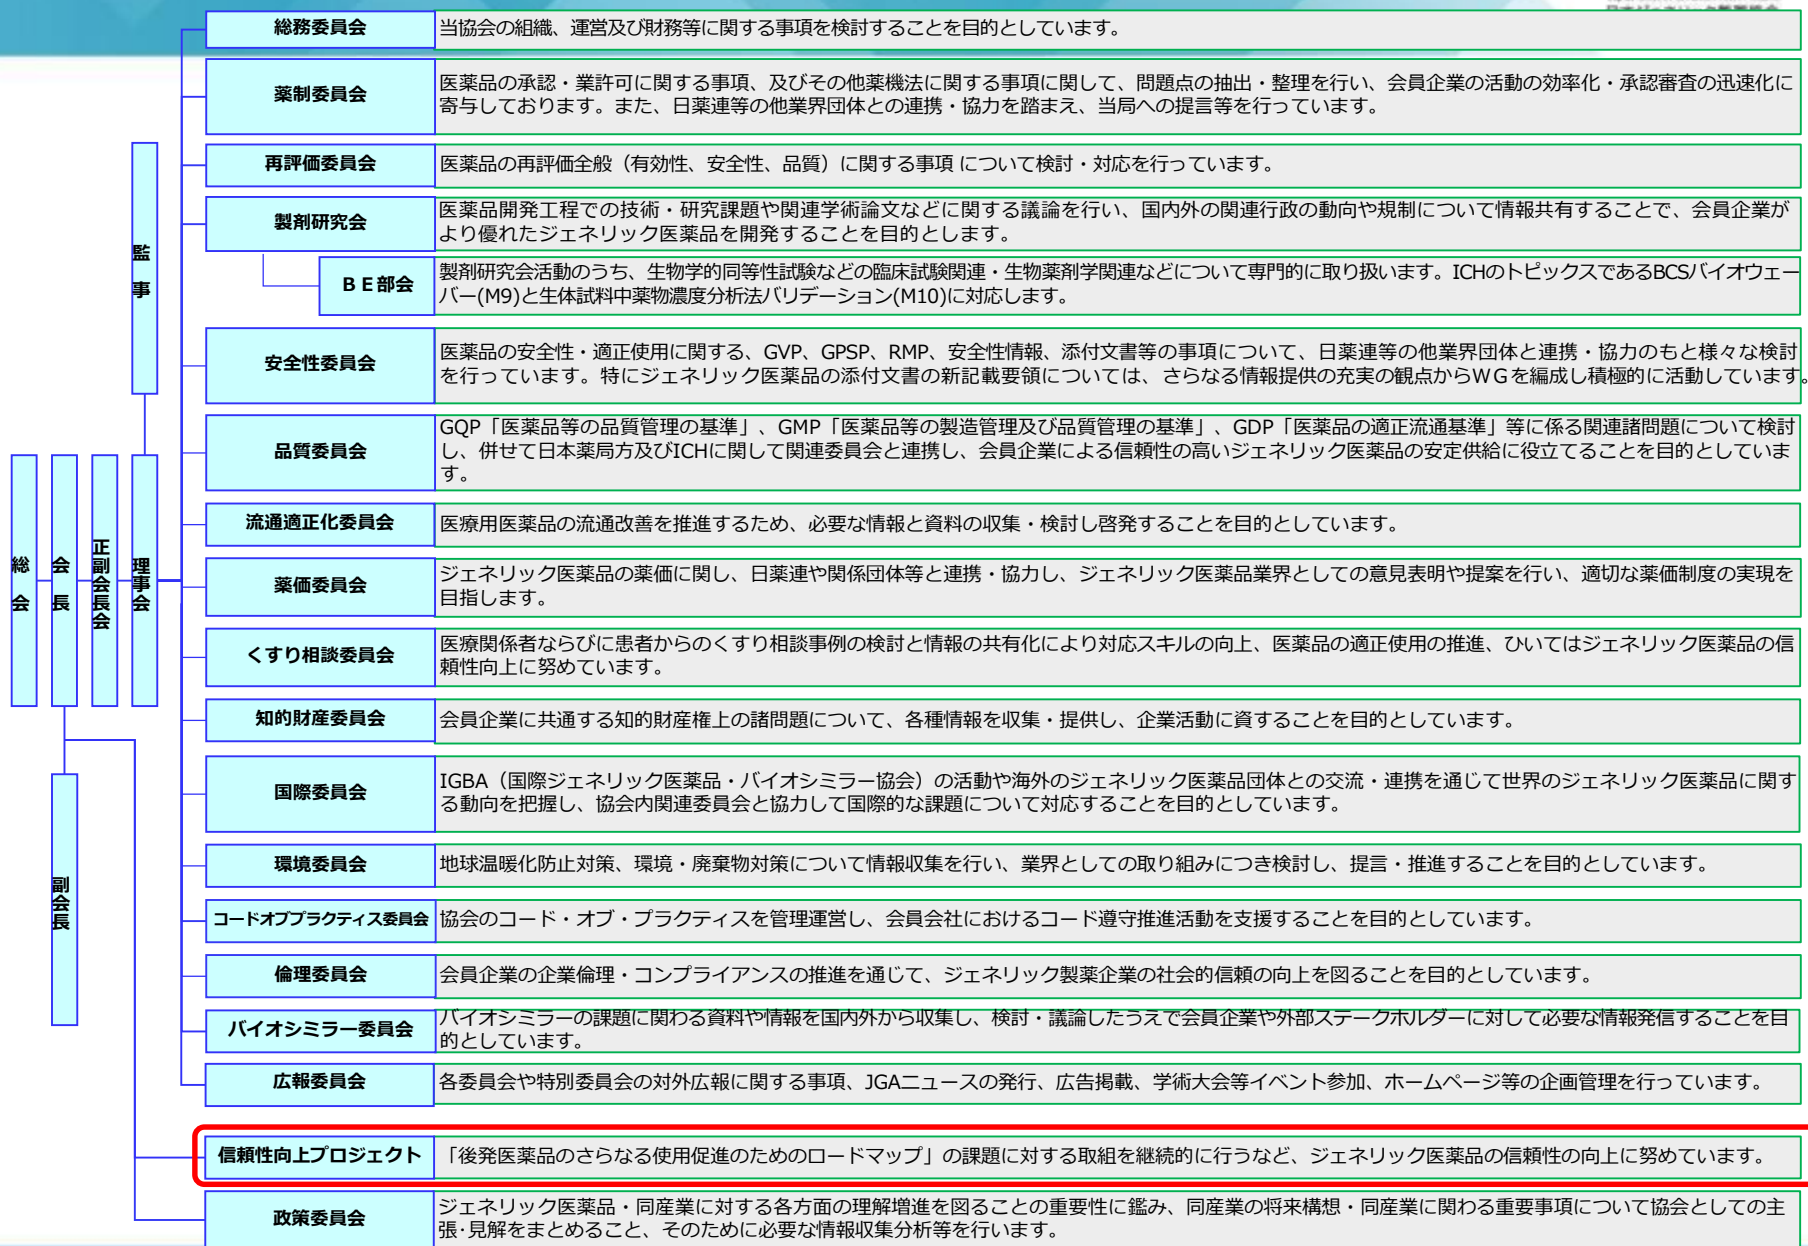 総務委員会
当協会の組織、運営及び財務等に関する事項を検討することを目的としています。
薬制委員会
医薬品の承認・業許可に関する事項、及びその他薬機法に関する事項に関して、問題点の抽出・整理を行い、会員企業の活動の効率化・承認審査の迅速化に
寄与しております。また、日薬連等の他業界団体との連携・協力を踏まえ、当局への提言等を行っています。
再評価委員会
医薬品の再評価全般（有効性、安全性、品質）に関する事項 について検討・対応を行っています。
製剤研究会
医薬品開発工程での技術・研究課題や関連学術論文などに関する議論を行い、国内外の関連行政の動向や規制について情報共有することで、会員企業が
より優れたジェネリック医薬品を開発することを目的とします。
ＢＥ部会
製剤研究会活動のうち、生物学的同等性試験などの臨床試験関連・生物薬剤学関連などについて専門的に取り扱います。ICHのトピックスであるBCSバイオウェー
バー(M9)と生体試料中薬物濃度分析法バリデーション(M10)に対応します。
安全性委員会
医薬品の安全性・適正使用に関する、GVP、GPSP、RMP、安全性情報、添付文書等の事項について、日薬連等の他業界団体と連携・協力のもと様々な検討
を行っています。特にジェネリック医薬品の添付文書の新記載要領については、さらなる情報提供の充実の観点からＷＧを編成し積極的に活動しています。
品質委員会
GQP「医薬品等の品質管理の基準」、GMP「医薬品等の製造管理及び品質管理の基準」、GDP「医薬品の適正流通基準」等に係る関連諸問題について検討
し、併せて日本薬局方及びICHに関して関連委員会と連携し、会員企業による信頼性の高いジェネリック医薬品の安定供給に役立てることを目的としていま
す。
流通適正化委員会
医療用医薬品の流通改善を推進するため、必要な情報と資料の収集・検討し啓発することを目的としています。
薬価委員会
ジェネリック医薬品の薬価に関し、日薬連や関係団体等と連携・協力し、ジェネリック医薬品業界としての意見表明や提案を行い、適切な薬価制度の実現を
目指します。
くすり相談委員会
医療関係者ならびに患者からのくすり相談事例の検討と情報の共有化により対応スキルの向上、医薬品の適正使用の推進、ひいてはジェネリック医薬品の信
頼性向上に努めています。
知的財産委員会
会員企業に共通する知的財産権上の諸問題について、各種情報を収集・提供し、企業活動に資することを目的としています。
国際委員会
IGBA（国際ジェネリック医薬品・バイオシミラー協会）の活動や海外のジェネリック医薬品団体との交流・連携を通じて世界のジェネリック医薬品に関す
る動向を把握し、協会内関連委員会と協力して国際的な課題について対応することを目的としています。
環境委員会
地球温暖化防止対策、環境・廃棄物対策について情報収集を行い、業界としての取り組みにつき検討し、提言・推進することを目的としています。
コードオブプラクティス委員会
協会のコード・オブ・プラクティスを管理運営し、会員会社におけるコード遵守推進活動を支援することを目的としています。
倫理委員会
会員企業の企業倫理・コンプライアンスの推進を通じて、ジェネリック製薬企業の社会的信頼の向上を図ることを目的としています。
バイオシミラー委員会
バイオシミラーの課題に関わる資料や情報を国内外から収集し、検討・議論したうえで会員企業や外部ステークホルダーに対して必要な情報発信することを目
的としています。
広報委員会
各委員会や特別委員会の対外広報に関する事項、JGAニュースの発行、広告掲載、学術大会等イベント参加、ホームページ等の企画管理を行っています。
信頼性向上プロジェクト
「後発医薬品のさらなる使用促進のためのロードマップ」の課題に対する取組を継続的に行うなど、ジェネリック医薬品の信頼性の向上に努めています。
政策委員会
ジェネリック医薬品・同産業に対する各方面の理解増進を図ることの重要性に鑑み、同産業の将来構想・同産業に関わる重要事項について協会としての主
張・見解をまとめること、そのために必要な情報収集分析等を行います。
監事
総会
会長
正副会長会
理事会
副会長